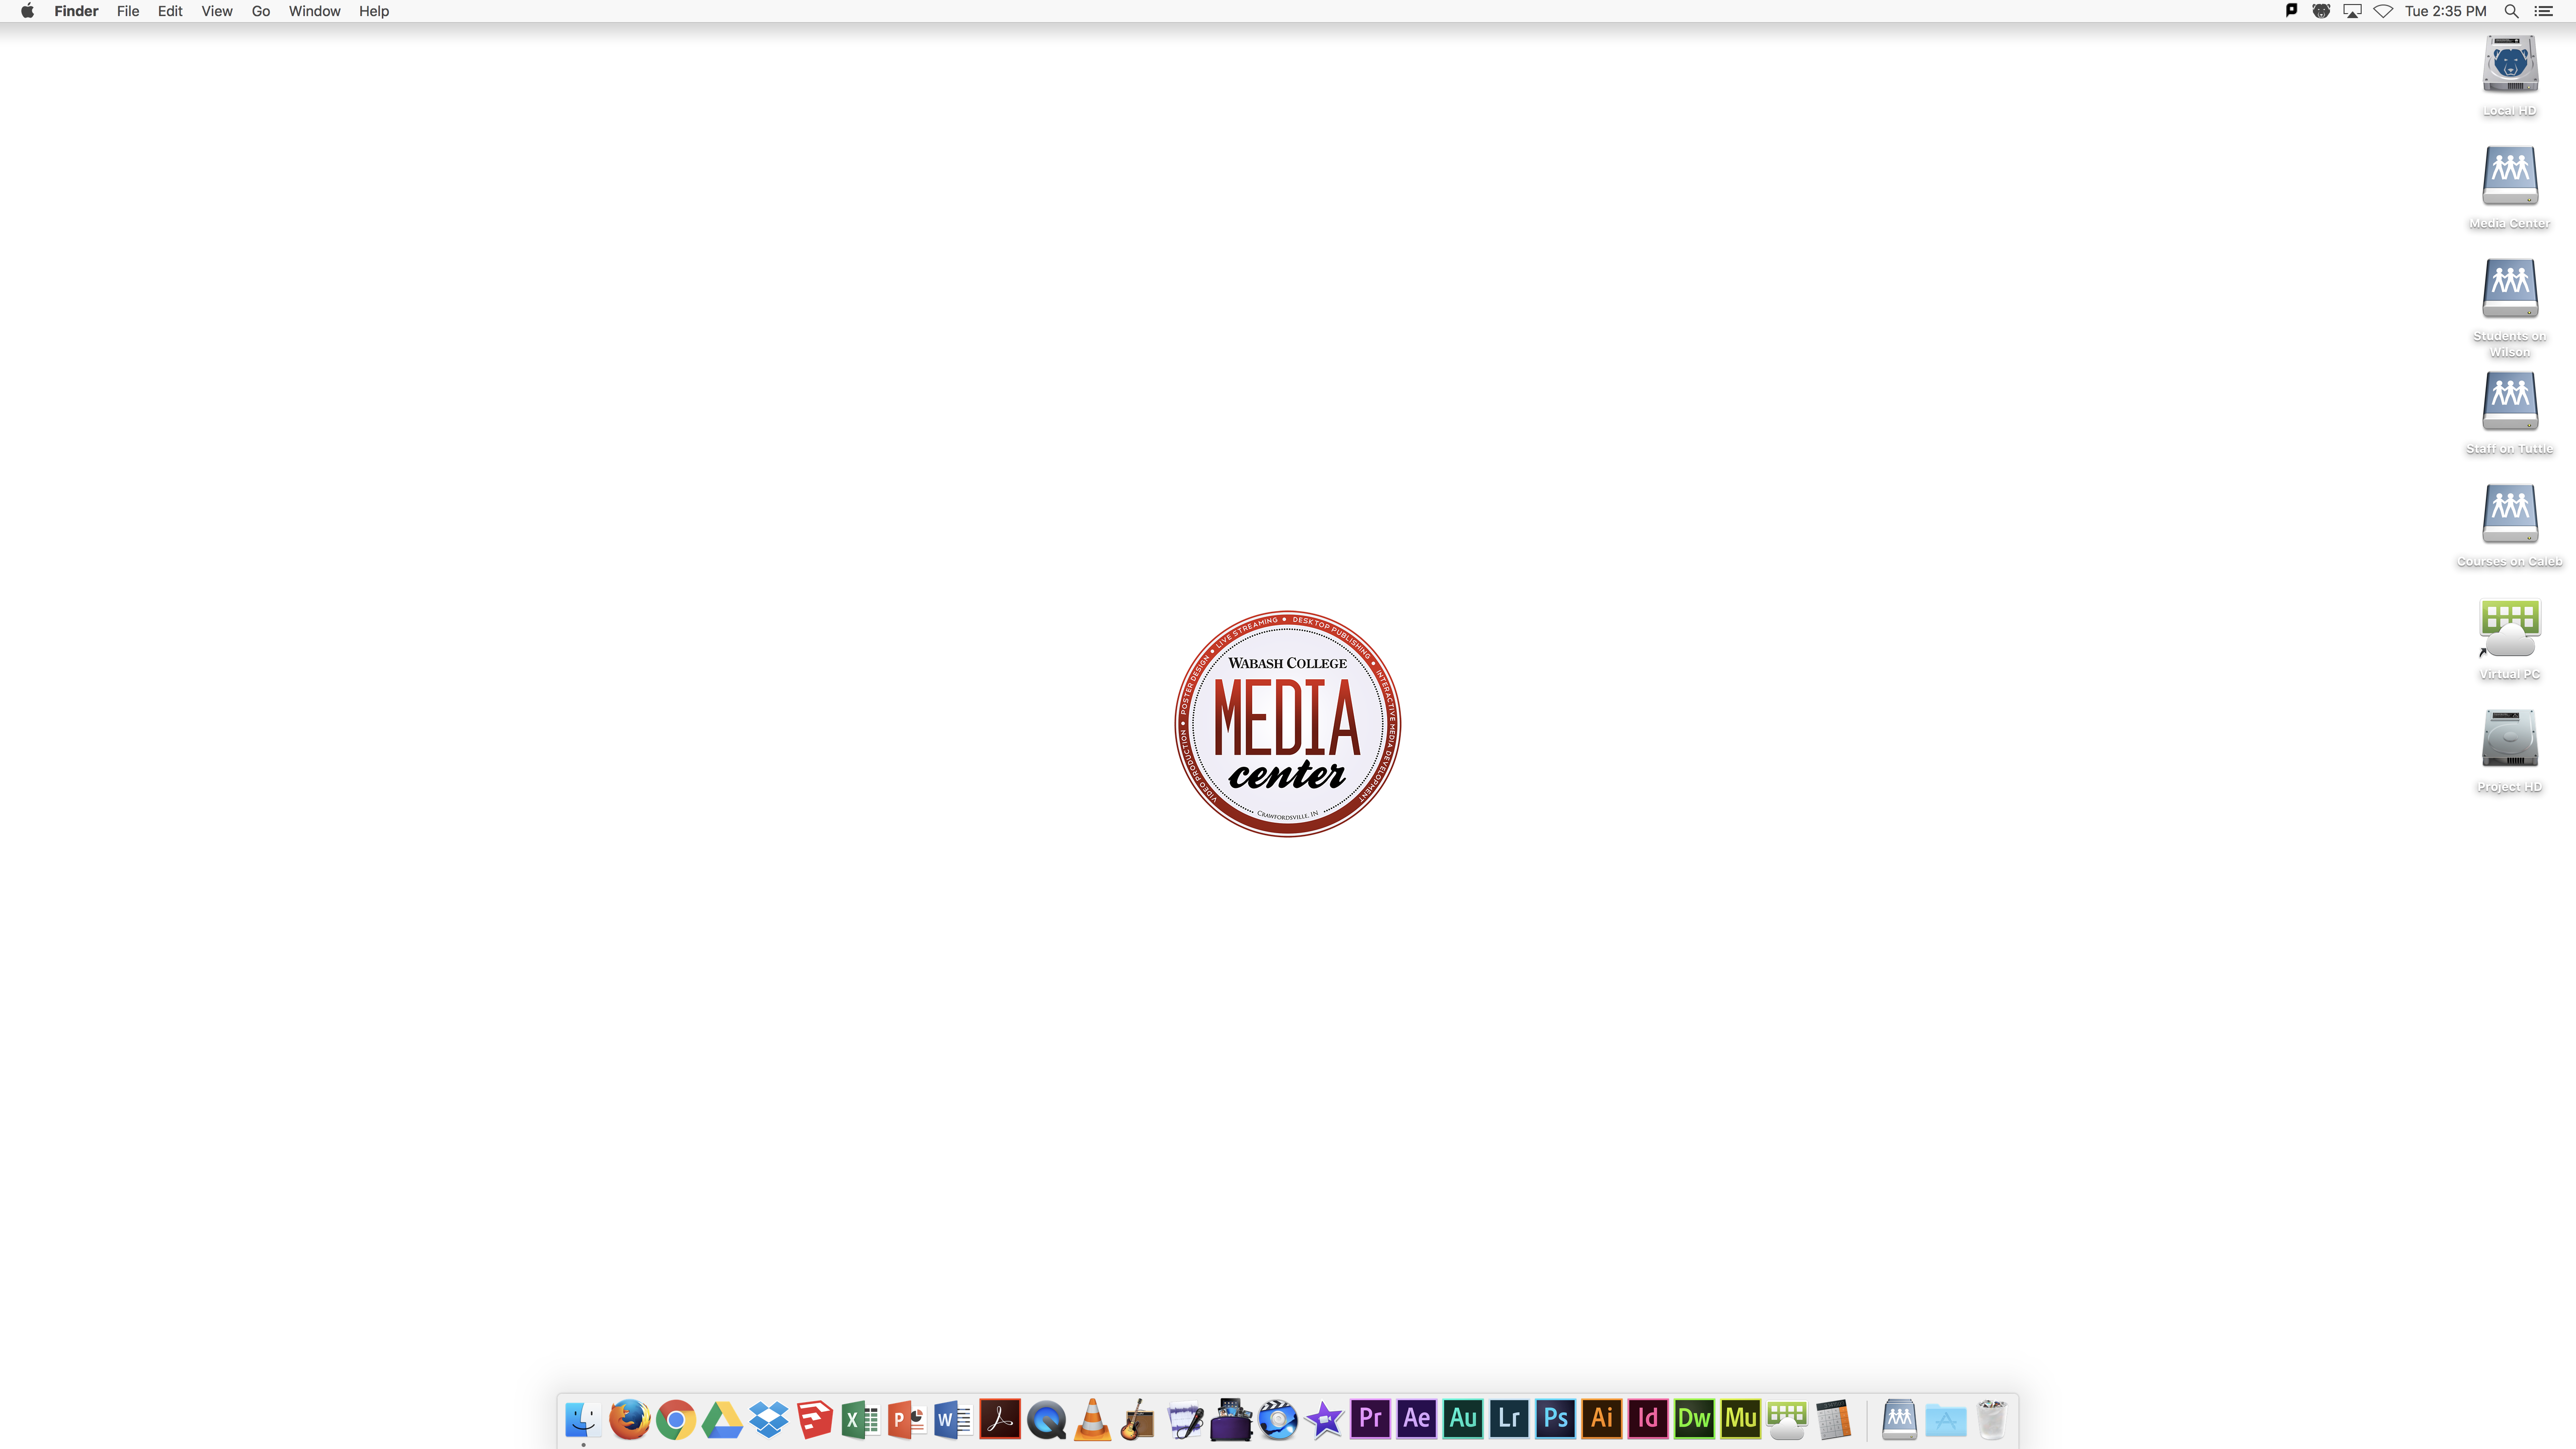 Finder File Edit View Go Window Help
Tue 2:35 PM
Local HD
Media Center
Students on
Wilson
Staff on Tuttle
Courses on Caleb
Virtual PC
Project HD
VIDEO PRODUCTION • POSTER DESIGN • LIVE STREAMING • DESKTOP PUBLISHING • INTERACTIVE MEDIA DEVELOPMENT
WABASH COLLEGE
MEDIA
center
CRAWFORDSVILLE, IN
X P W Pr Ae Au Lr Ps Ai Id Dw Mu